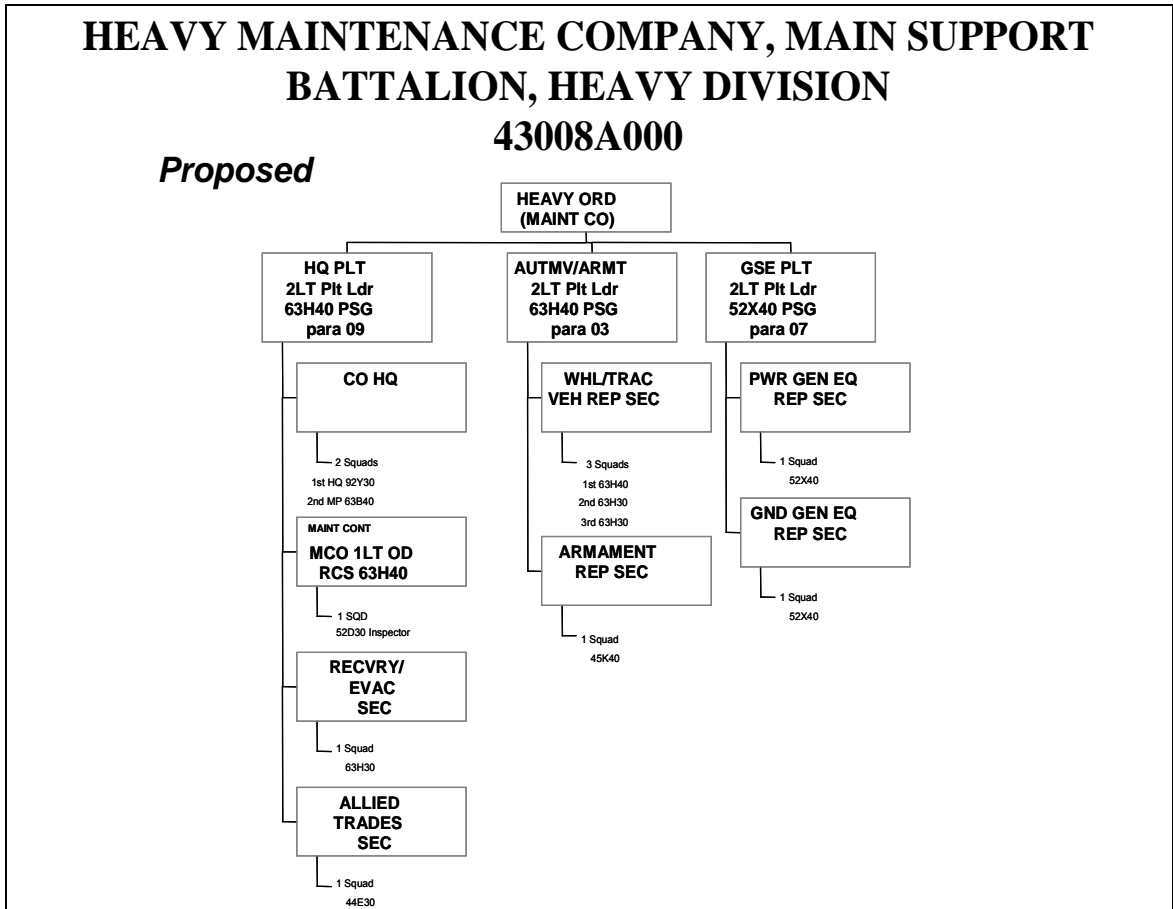 HEAVY MAINTENANCE COMPANY, MAIN SUPPORT
BATTALION, HEAVY DIVISION
43008A000
Proposed
HEAVY ORD
(MAINT CO)
HQ PLT
2LT Plt Ldr
63H40 PSG
para 09
AUTMV/ARMT
2LT Plt Ldr
63H40 PSG
para 03
GSE PLT
2LT Plt Ldr
52X40 PSG
para 07
CO HQ
2 Squads
1st HQ 92Y30
2nd MP 63B40
MAINT CONT
MCO 1LT OD
RCS 63H40
1 SQD
52D30 Inspector
RECVRY/
EVAC
SEC
1 Squad
63H30
ALLIED
TRADES
SEC
1 Squad
44E30
WHL/TRAC
VEH REP SEC
3 Squads
1st 63H40
2nd 63H30
3rd 63H30
ARMAMENT
REP SEC
1 Squad
45K40
PWR GEN EQ
REP SEC
1 Squad
52X40
GND GEN EQ
REP SEC
1 Squad
52X40